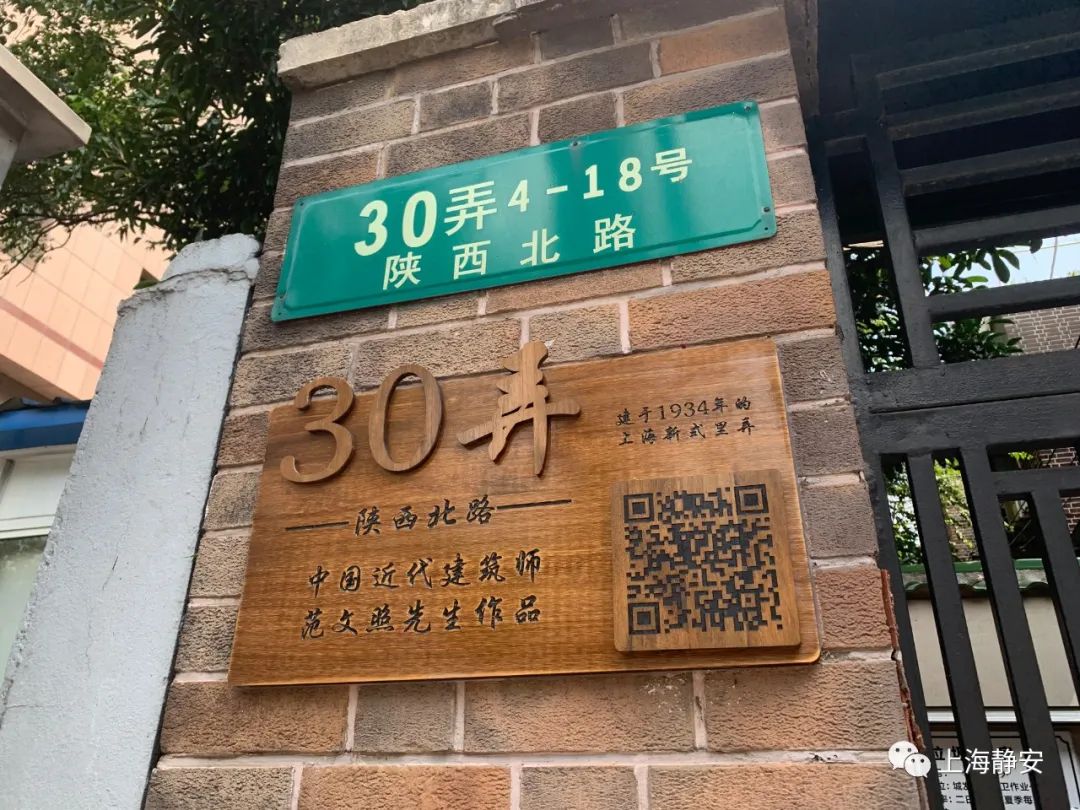 30弄4-18号
陕西北路
30弄
建于1934年的
上海新式里弄
陕西北路
中国近代建筑师
范文照先生作品
上海静安